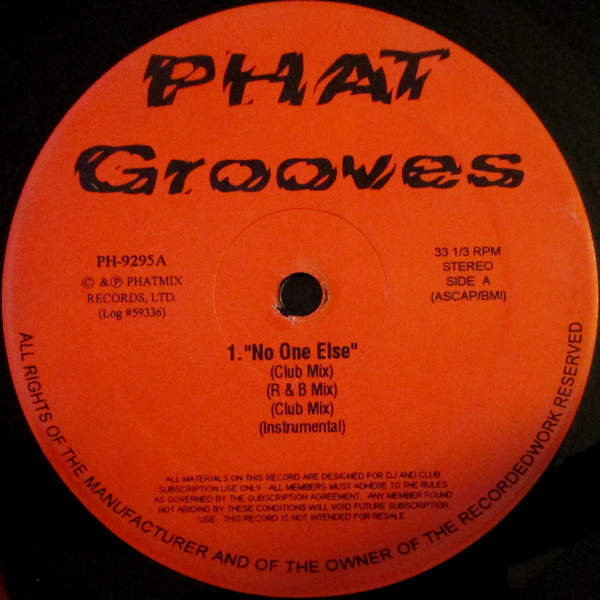 PHAT
Grooves
PH-9295A
© & ℗ PHATMIX
RECORDS, LTD.
(Log #59336)
33 1/3 RPM
STEREO
SIDE A
(ASCAP/BMI)
1. "No One Else"
(Club Mix)
(R & B Mix)
(Club Mix)
(Instrumental)
ALL MATERIALS ON THIS RECORD ARE DESIGNED FOR DJ AND CLUB
SUBSCRIPTION USE ONLY ALL MEMBERS MUST ADHERE TO THE RULES
AS GOVERNED BY THE SUBSCRIPTION AGREEMENT ANY MEMBER FOUND
NOT ABIDING BY THESE CONDITIONS WILL VOID FUTURE SUBSCRIPTION
USE THIS RECORD IS NOT INTENDED FOR RESALE
ALL RIGHTS OF THE MANUFACTURER AND OF THE OWNER OF THE RECORDEDWORK RESERVED